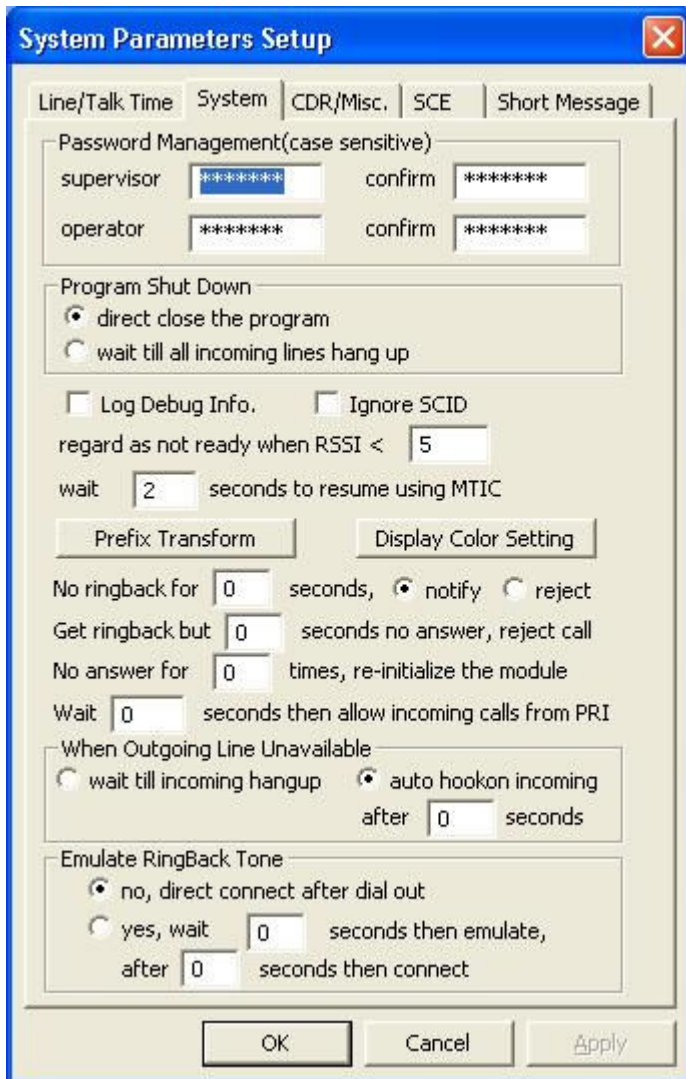 System Parameters Setup
Line/Talk Time System CDR/Misc. SCE Short Message
Password Management(case sensitive)
supervisor ******* confirm *******
operator ******* confirm *******
Program Shut Down
direct close the program
wait till all incoming lines hang up
Log Debug Info. Ignore SCID
regard as not ready when RSSI < 5
wait 2 seconds to resume using MTIC
Prefix Transform Display Color Setting
No ringback for 0 seconds, notify reject
Get ringback but 0 seconds no answer, reject call
No answer for 0 times, re-initialize the module
Wait 0 seconds then allow incoming calls from PRI
When Outgoing Line Unavailable
wait till incoming hangup auto hookon incoming
after 0 seconds
Emulate RingBack Tone
no, direct connect after dial out
yes, wait 0 seconds then emulate,
after 0 seconds then connect
OK Cancel Apply